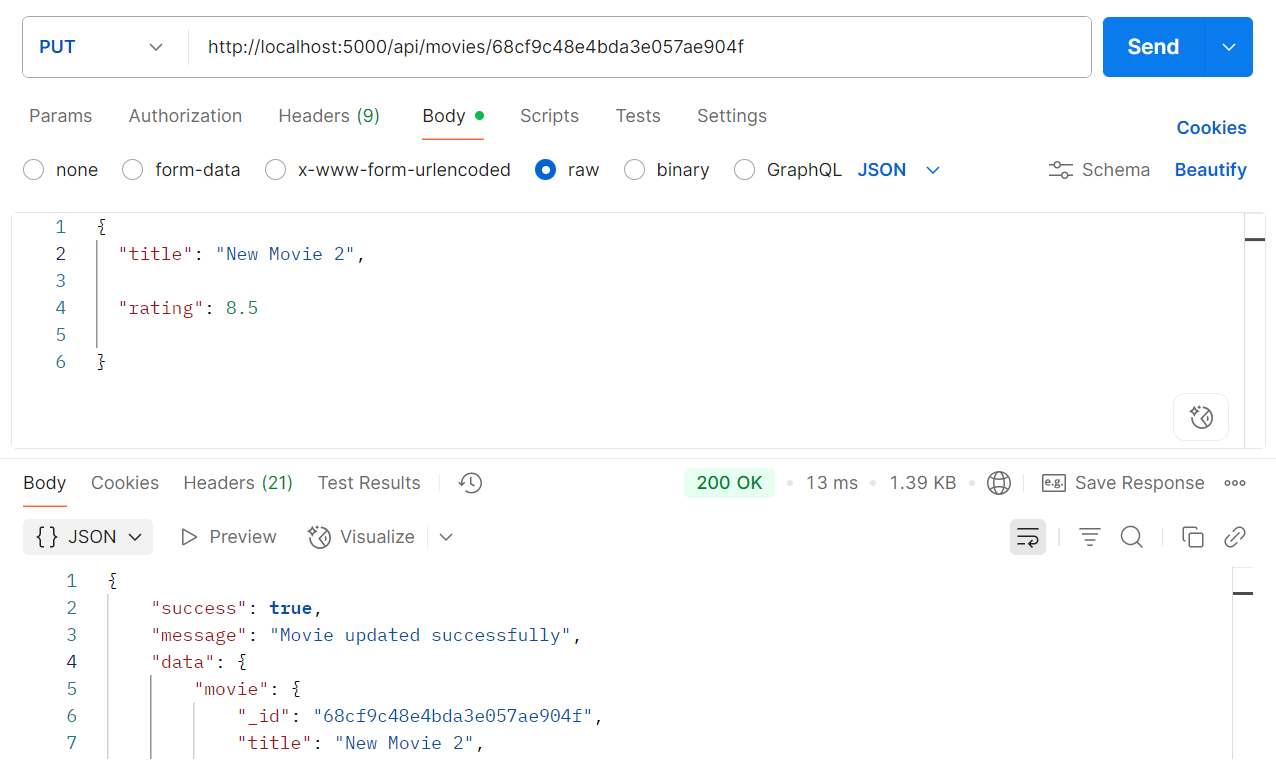 PUT http://localhost:5000/api/movies/68cf9c48e4bda3e057ae904f Send
Params Authorization Headers (9) Body Scripts Tests Settings Cookies
none form-data x-www-form-urlencoded raw binary GraphQL JSON Schema Beautify
1 {
2 "title": "New Movie 2",
3
4 "rating": 8.5
5
6 }
Body Cookies Headers (21) Test Results 200 OK • 13 ms • 1.39 KB • e.g. Save Response
{} JSON Preview Visualize
1 {
2 "success": true,
3 "message": "Movie updated successfully",
4 "data": {
5 "movie": {
6 "_id": "68cf9c48e4bda3e057ae904f",
7 "title": "New Movie 2",